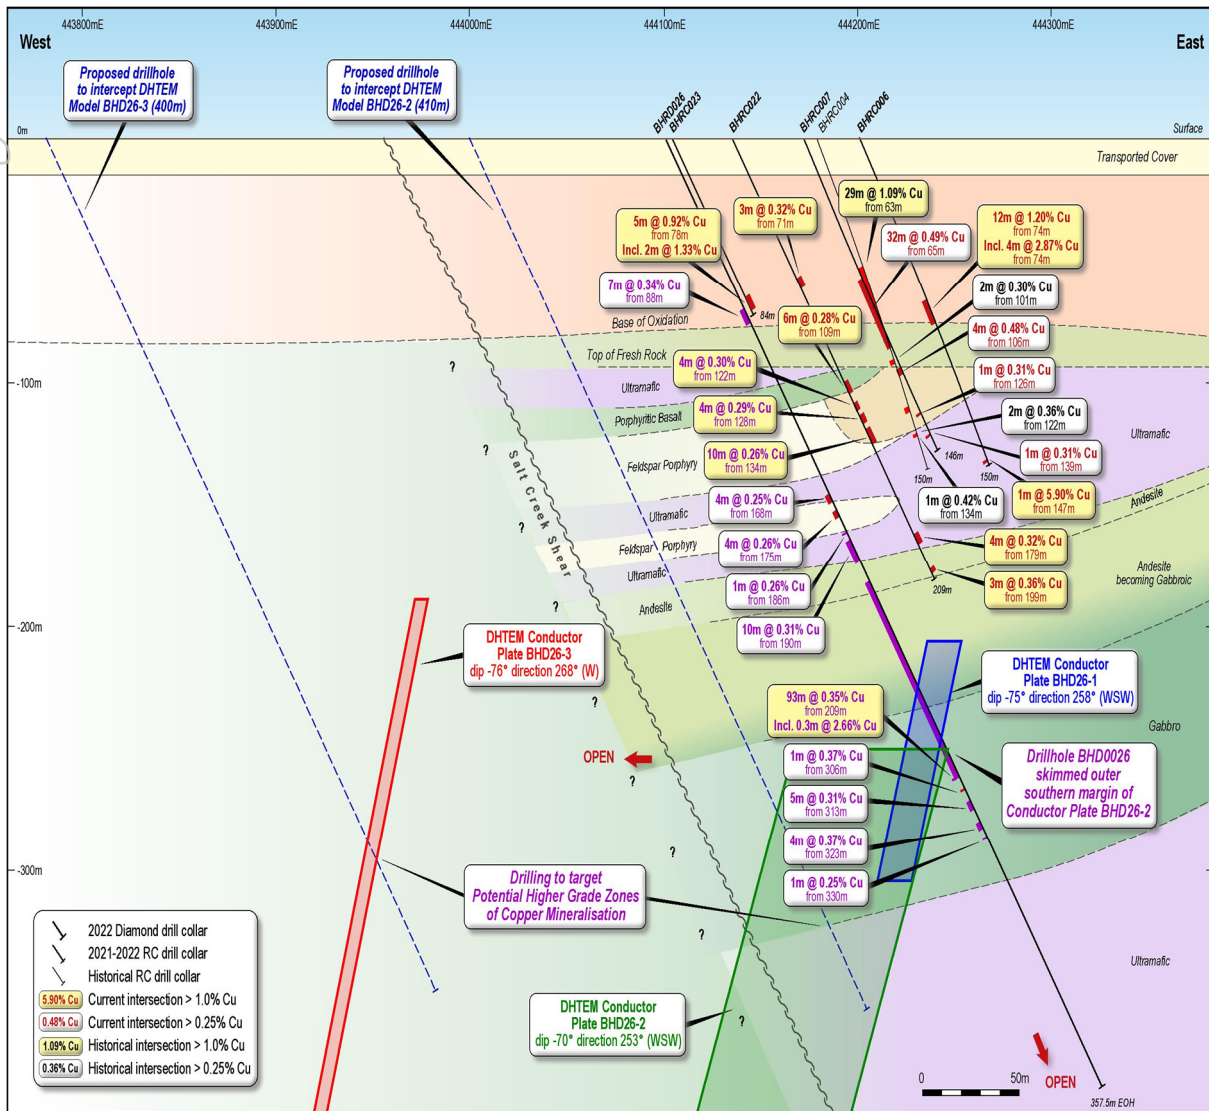 443800mE
443900mE
444000mE
444100mE
444200mE
444300mE
West
East
Proposed drillhole
to intercept DHTEM
Model BHD26-3 (400m)
Proposed drillhole
to intercept DHTEM
Model BHD26-2 (410m)
BHRD026
BHRC023
BHRC022
BHRC007
BHRC004
BHRC006
0m
Surface
Transported Cover
29m @ 1.09% Cu
from 63m
3m @ 0.32% Cu
from 71m
5m @ 0.92% Cu
from 78m
Incl. 2m @ 1.33% Cu
32m @ 0.49% Cu
from 65m
12m @ 1.20% Cu
from 74m
Incl. 4m @ 2.87% Cu
from 74m
7m @ 0.34% Cu
from 88m
2m @ 0.30% Cu
from 101m
84m
Base of Oxidation
6m @ 0.28% Cu
from 109m
4m @ 0.48% Cu
from 106m
Top of Fresh Rock
4m @ 0.30% Cu
from 122m
1m @ 0.31% Cu
from 126m
-100m
?
Ultramafic
Porphyritic Basalt
4m @ 0.29% Cu
from 128m
2m @ 0.36% Cu
from 122m
Ultramafic
?
Feldspar Porphyry
10m @ 0.26% Cu
from 134m
146m
1m @ 0.31% Cu
from 139m
150m
150m
Salt Creek Shear
4m @ 0.25% Cu
from 168m
1m @ 0.42% Cu
from 134m
1m @ 5.90% Cu
from 147m
Andesite
Ultramafic
?
Feldspar Porphyry
4m @ 0.26% Cu
from 175m
4m @ 0.32% Cu
from 179m
Ultramafic
1m @ 0.26% Cu
from 186m
3m @ 0.36% Cu
from 199m
209m
Andesite
becoming Gabbroic
?
Andesite
10m @ 0.31% Cu
from 190m
-200m
DHTEM Conductor
Plate BHD26-3
dip -76° direction 268° (W)
DHTEM Conductor
Plate BHD26-1
dip -75° direction 258° (WSW)
?
93m @ 0.35% Cu
from 209m
Incl. 0.3m @ 2.66% Cu
Gabbro
OPEN
?
1m @ 0.37% Cu
from 306m
Drillhole BHD0026
skimmed outer
southern margin of
Conductor Plate BHD26-2
5m @ 0.31% Cu
from 313m
4m @ 0.37% Cu
from 323m
?
-300m
1m @ 0.25% Cu
from 330m
Drilling to target
Potential Higher Grade Zones
of Copper Mineralisation
?
Ultramafic
2022 Diamond drill collar
2021-2022 RC drill collar
Historical RC drill collar
5.90% Cu Current intersection > 1.0% Cu
0.48% Cu Current intersection > 0.25% Cu
1.09% Cu Historical intersection > 1.0% Cu
0.36% Cu Historical intersection > 0.25% Cu
DHTEM Conductor
Plate BHD26-2
dip -70° direction 253° (WSW)
?
0 50m
OPEN
357.5m EOH